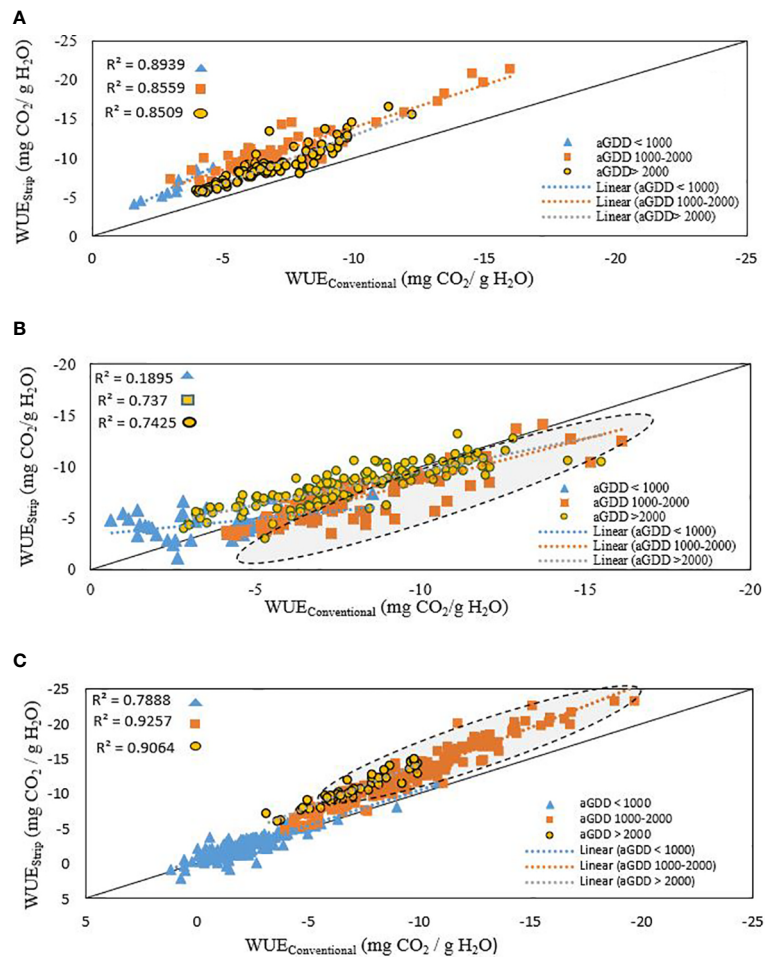 A
-25
-20
-15
-10
-5
0
WUEStrip (mg CO2/ g H2O)
R² = 0.8939
R² = 0.8559
R² = 0.8509
aGDD < 1000
aGDD 1000-2000
aGDD> 2000
Linear (aGDD < 1000)
Linear (aGDD 1000-2000)
Linear (aGDD> 2000)
0 -5 -10 -15 -20 -25
WUEConventional (mg CO2/ g H2O)
B
-20
-15
-10
-5
0
WUEStrip (mg CO2/g H2O)
R² = 0.1895
R² = 0.737
R² = 0.7425
aGDD < 1000
aGDD 1000-2000
aGDD >2000
Linear (aGDD < 1000)
Linear (aGDD 1000-2000)
Linear (aGDD >2000)
0 -5 -10 -15 -20
WUEConventional (mg CO2/g H2O)
C
-25
-20
-15
-10
-5
0
5
WUEStrip (mg CO2 / g H2O)
R² = 0.7888
R² = 0.9257
R² = 0.9064
aGDD < 1000
aGDD 1000-2000
aGDD > 2000
Linear (aGDD < 1000)
Linear (aGDD 1000-2000)
Linear (aGDD > 2000)
5 0 -5 -10 -15 -20 -25
WUEConventional (mg CO2 / g H2O)